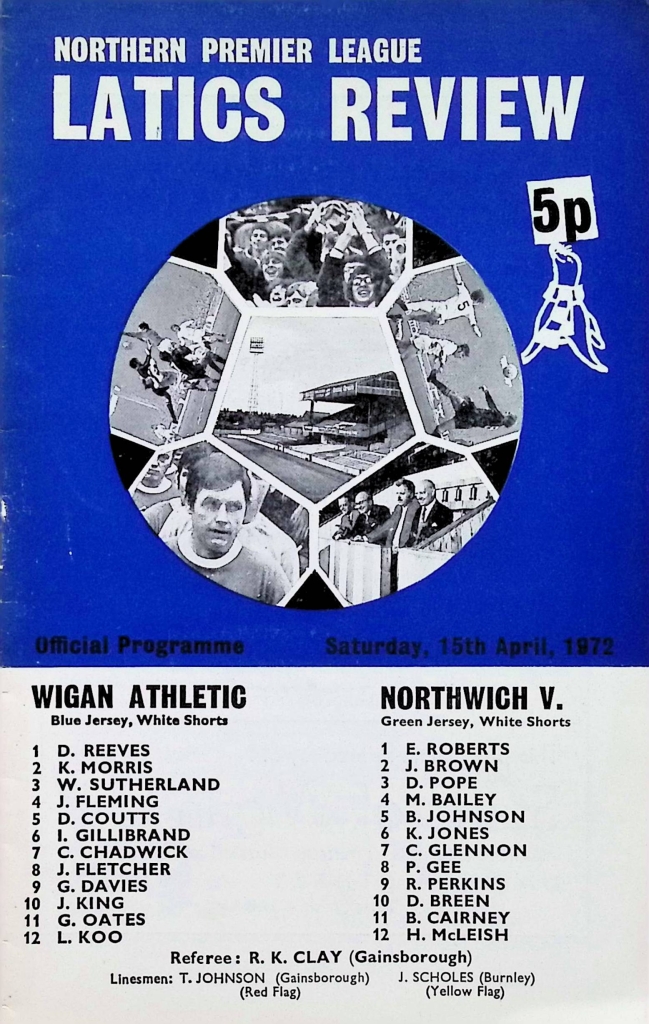 NORTHERN PREMIER LEAGUE
LATICS REVIEW
5p
5
Official Programme Saturday, 15th April, 1972
WIGAN ATHLETIC
Blue Jersey, White Shorts
1 D. REEVES
2 K. MORRIS
3 W. SUTHERLAND
4 J. FLEMING
5 D. COUTTS
6 I. GILLIBRAND
7 C. CHADWICK
8 J. FLETCHER
9 G. DAVIES
10 J. KING
11 G. OATES
12 L. KOO
NORTHWICH V.
Green Jersey, White Shorts
1 E. ROBERTS
2 J. BROWN
3 D. POPE
4 M. BAILEY
5 B. JOHNSON
6 K. JONES
7 C. GLENNON
8 P. GEE
9 R. PERKINS
10 D. BREEN
11 B. CAIRNEY
12 H. McLEISH
Referee: R. K. CLAY (Gainsborough)
Linesmen: T. JOHNSON (Gainsborough) J. SCHOLES (Burnley)
(Red Flag) (Yellow Flag)